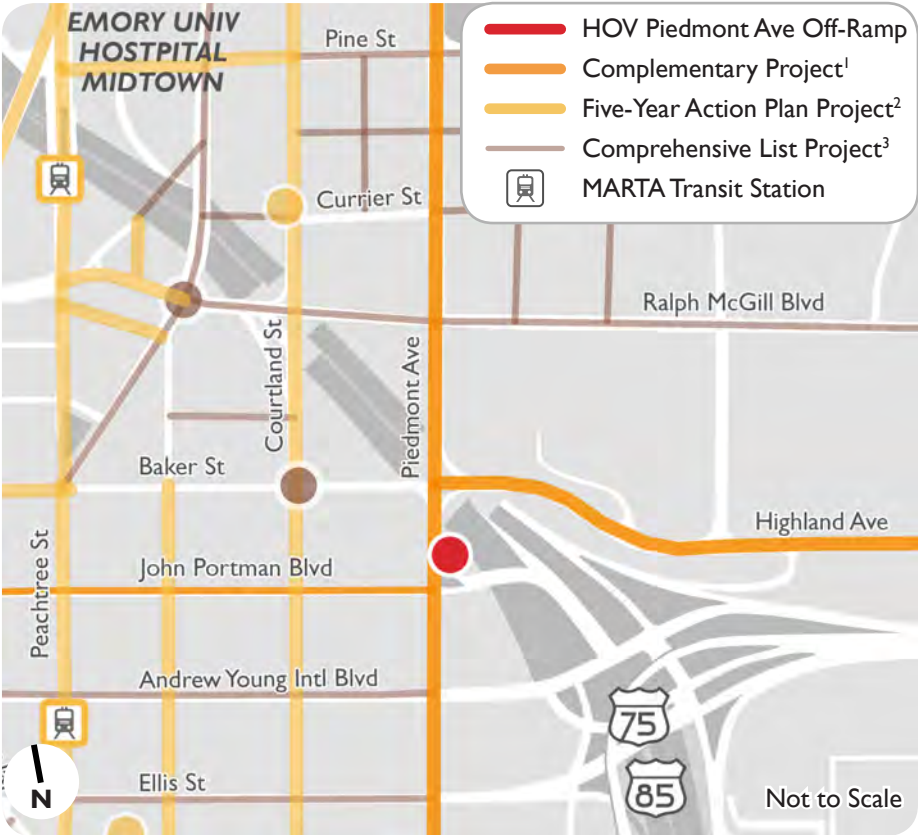 EMORY UNIV
HOSTPITAL
MIDTOWN
Pine St
HOV Piedmont Ave Off-Ramp
Complementary Project¹
Five-Year Action Plan Project²
Comprehensive List Project³
MARTA Transit Station
Currier St
Ralph McGill Blvd
Courtland St
Piedmont Ave
Baker St
Highland Ave
Peachtree St
John Portman Blvd
Andrew Young Intl Blvd
75
85
Ellis St
N
Not to Scale